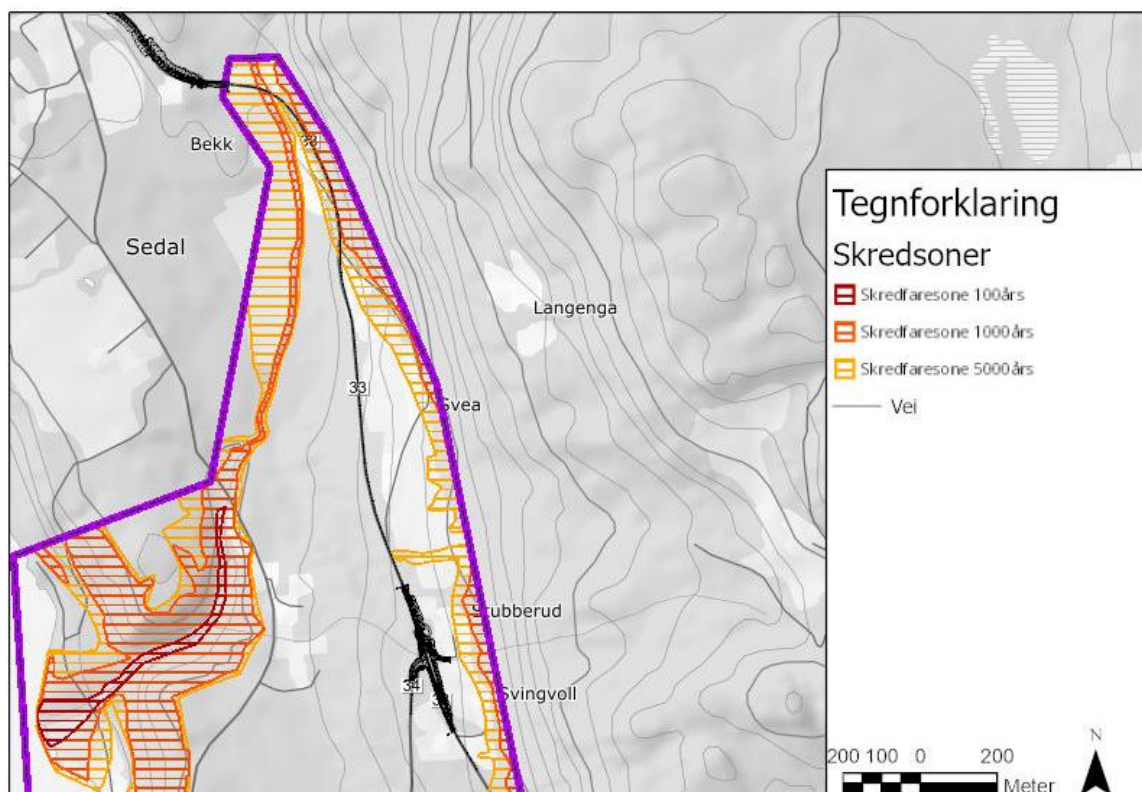 Bekk
33
Sedal
Langenga
33
Svea
Stubberud
34
Svingvoll
Tegnforklaring
Skredsoner
Skredfaresone 100års
Skredfaresone 1000års
Skredfaresone 5000års
Vei
N
200 100 0 200
Meter